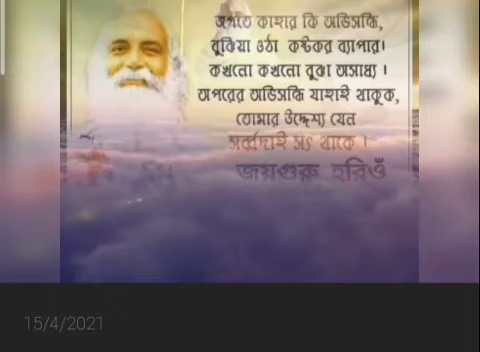 জগতে কাহার কি অভিসন্ধি,
বুঝিয়া ওঠা কষ্টকর ব্যাপার।
কখনো কখনো বুঝা অসাধ্য ।
অপরের অভিসন্ধি যাহাই থাকুক,
তোমার উদ্দেশ্য যেন
সর্ব্বদাই সৎ থাকে ।
জয়গুরু হরিওঁ
15/4/2021